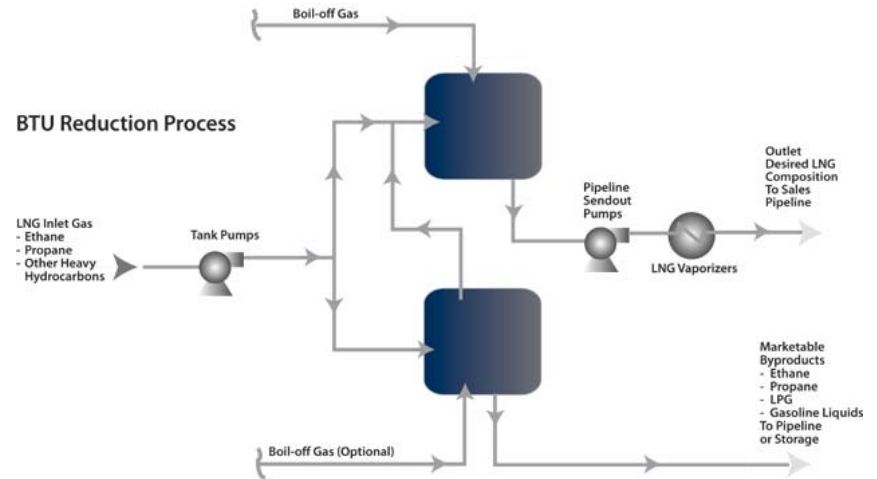 Boil-off Gas
BTU Reduction Process
LNG Inlet Gas
- Ethane
- Propane
- Other Heavy
Hydrocarbons
Tank Pumps
Pipeline
Sendout
Pumps
LNG Vaporizers
Outlet
Desired LNG
Composition
To Sales
Pipeline
Marketable
Byproducts
- Ethane
- Propane
- LPG
- Gasoline Liquids
To Pipeline
or Storage
Boil-off Gas (Optional)